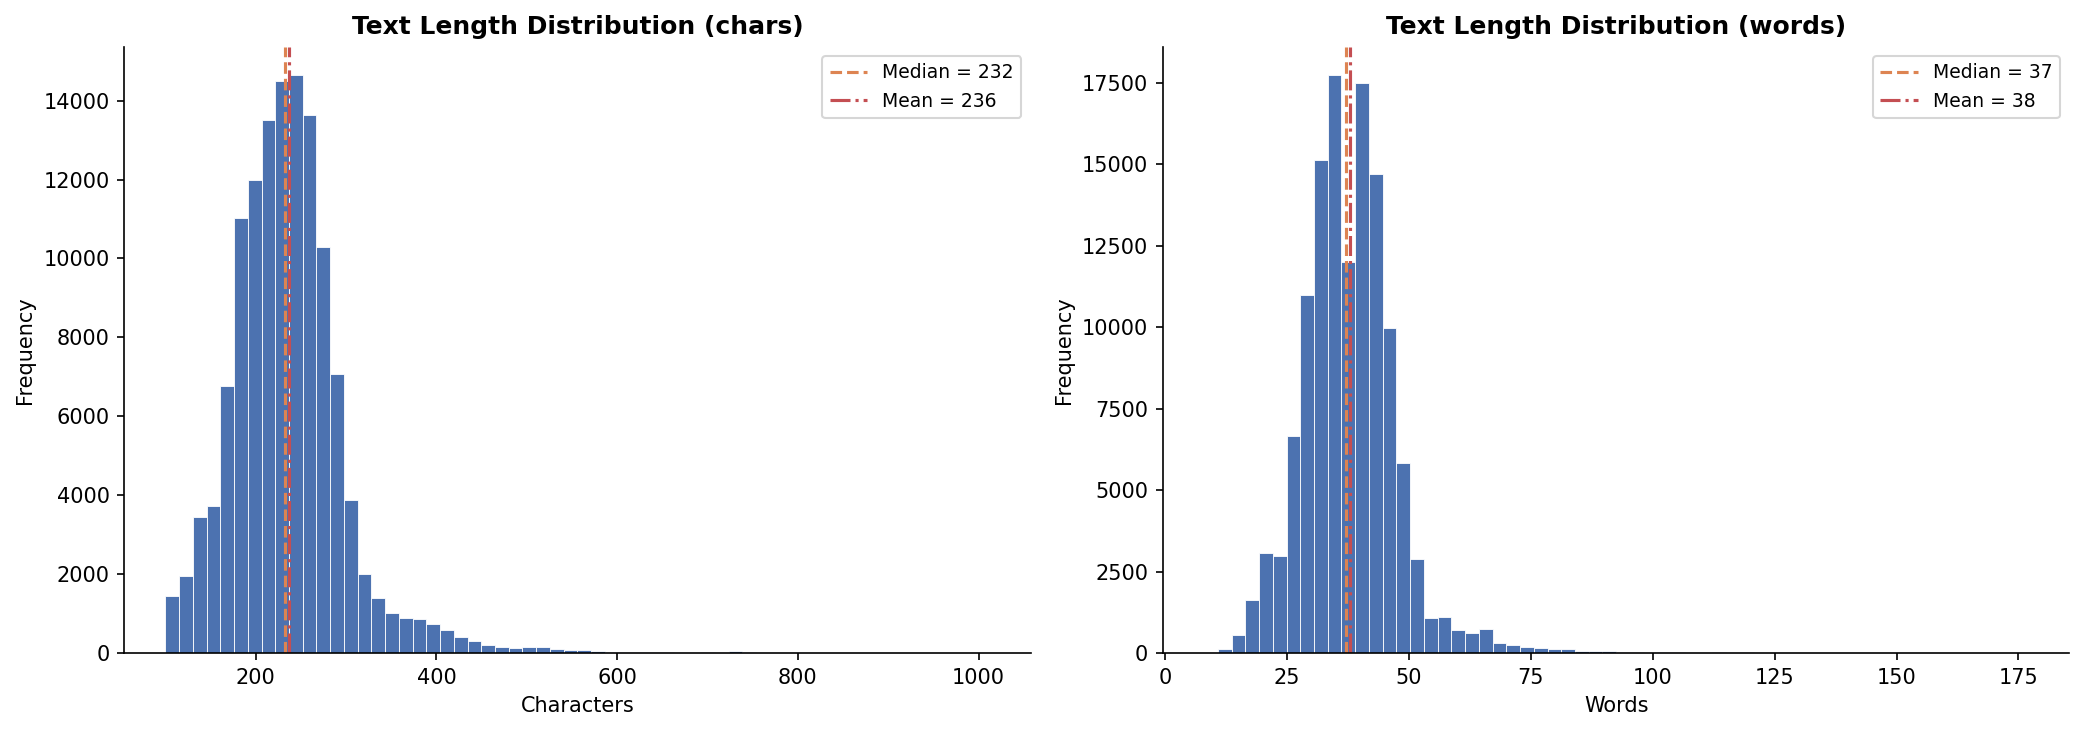 Text Length Distribution (chars)
Median = 232
Mean = 236
14000
12000
10000
8000
6000
4000
2000
0
Frequency
200
400
600
800
1000
Characters
Text Length Distribution (words)
Median = 37
Mean = 38
17500
15000
12500
10000
7500
5000
2500
0
Frequency
0
25
50
75
100
125
150
175
Words